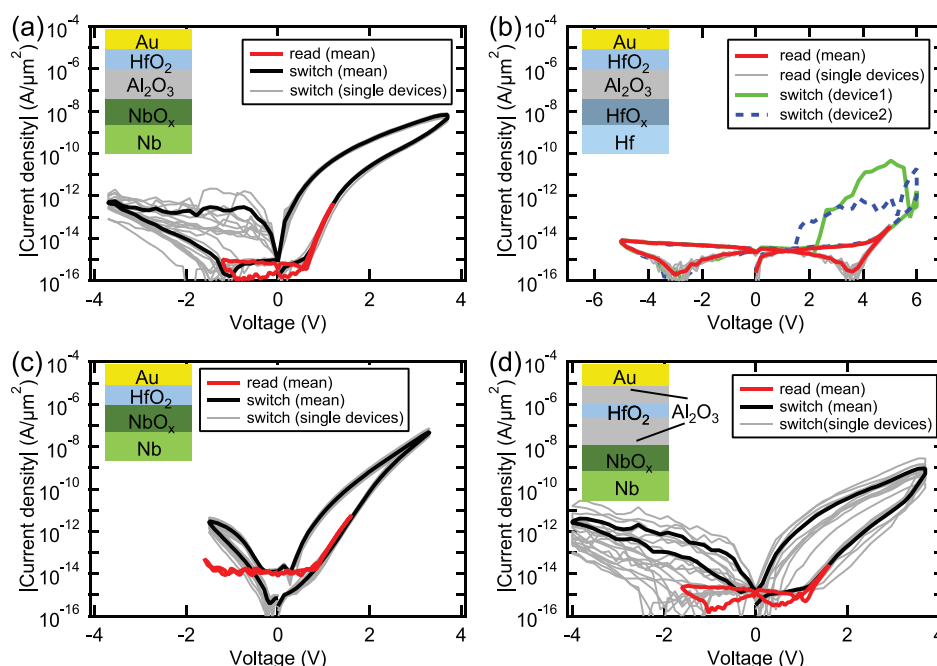 (a)
10^-4
10^-6
10^-8
10^-10
10^-12
10^-14
10^-16
|Current density| (A/µm²)
Au
HfO₂
Al₂O₃
NbOₓ
Nb
read (mean)
switch (mean)
switch (single devices)
-4 -2 0 2 4
Voltage (V)
(b)
10^-4
10^-6
10^-8
10^-10
10^-12
10^-14
10^-16
|Current density| (A/µm²)
Au
HfO₂
Al₂O₃
HfOₓ
Hf
read (mean)
read (single devices)
switch (device1)
switch (device2)
-6 -4 -2 0 2 4 6
Voltage (V)
(c)
10^-4
10^-6
10^-8
10^-10
10^-12
10^-14
10^-16
|Current density| (A/µm²)
Au
HfO₂
NbOₓ
Nb
read (mean)
switch (mean)
switch (single devices)
-4 -2 0 2 4
Voltage (V)
(d)
10^-4
10^-6
10^-8
10^-10
10^-12
10^-14
10^-16
|Current density| (A/µm²)
Au
HfO₂
Al₂O₃
NbOₓ
Nb
read (mean)
switch (mean)
switch(single devices)
-4 -2 0 2 4
Voltage (V)